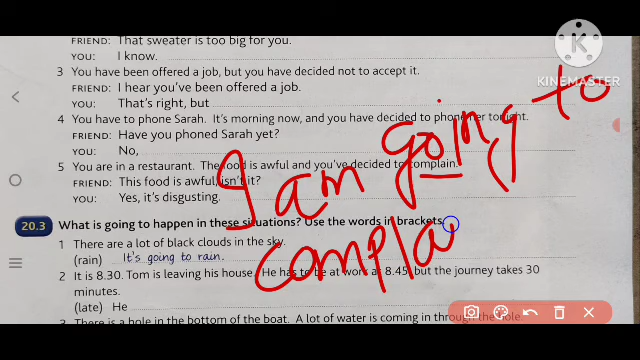 FRIEND: That sweater is too big for you.
YOU: I know.
3 You have been offered a job, but you have decided not to accept it.
FRIEND: I hear you've been offered a job.
YOU: That's right, but
4 You have to phone Sarah. It's morning now, and you have decided to phone her tonight.
FRIEND: Have you phoned Sarah yet?
YOU: No,
5 You are in a restaurant. The food is awful and you've decided to complain.
FRIEND: This food is awful, isn't it?
YOU: Yes, it's disgusting.
I am going to
compla
20.3 What is going to happen in these situations? Use the words in brackets.
1 There are a lot of black clouds in the sky.
(rain) It's going to rain.
2 It is 8.30. Tom is leaving his house. He has to be at work at 8.45, but the journey takes 30
minutes.
(late) He
3 There is a hole in the bottom of the boat. A lot of water is coming in through the hole.
K
KINEMASTER